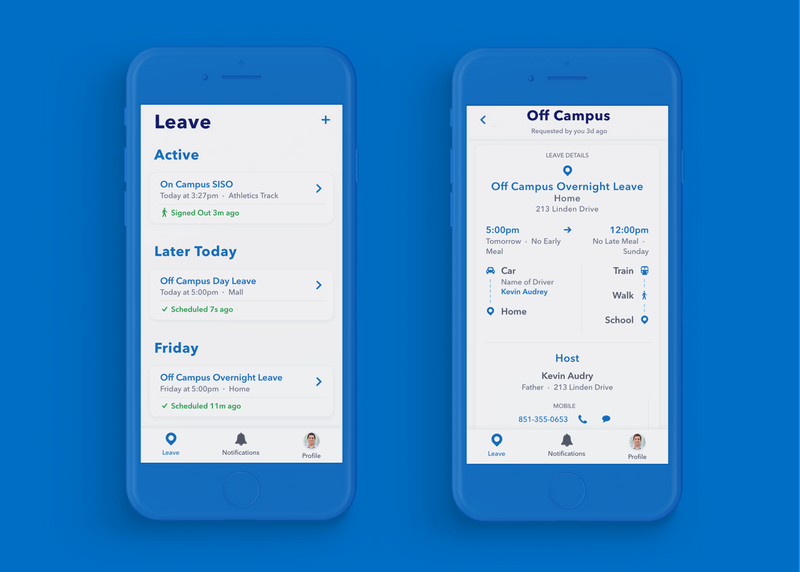 Leave
+
Active
On Campus SISO
Today at 3:27pm - Athletics Track
Signed Out 3m ago
Later Today
Off Campus Day Leave
Today at 5:00pm - Mall
Scheduled 7s ago
Friday
Off Campus Overnight Leave
Friday at 5:00pm - Home
Scheduled 11m ago
Leave
Notifications
Profile
Off Campus
Requested by you 3d ago
LEAVE DETAILS
Off Campus Overnight Leave
Home
213 Linden Drive
5:00pm
Tomorrow - No Early
Meal
12:00pm
No Late Meal -
Sunday
Car
Name of Driver
Kevin Audrey
Home
Train
Walk
School
Host
Kevin Audry
Father - 213 Linden Drive
MOBILE
851-355-0653
Leave
Notifications
Profile